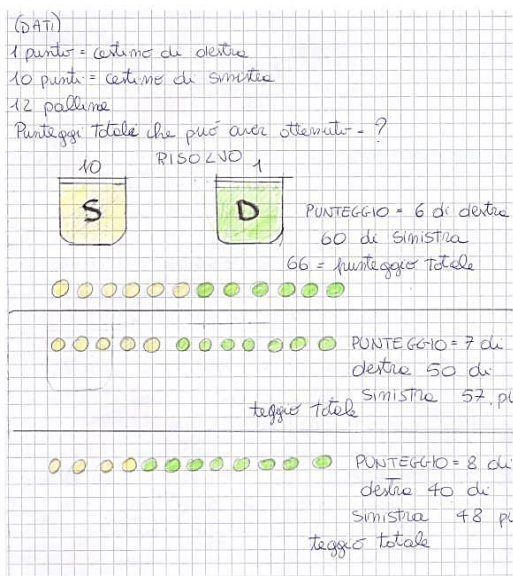 (DATI)
1 punto = cestino di destra
10 punti = cestino di sinistra
12 palline
Punteggi totali che può aver ottenuto = ?
RISOLVO
10 1
S D
PUNTEGGIO = 6 di destra
60 di sinistra
66 = punteggio totale
PUNTEGGIO = 7 di
destra 50 di
sinistra 57 pu
teggio totale
PUNTEGGIO = 8 di
destra 40 di
sinistra 48 pu
teggio totale